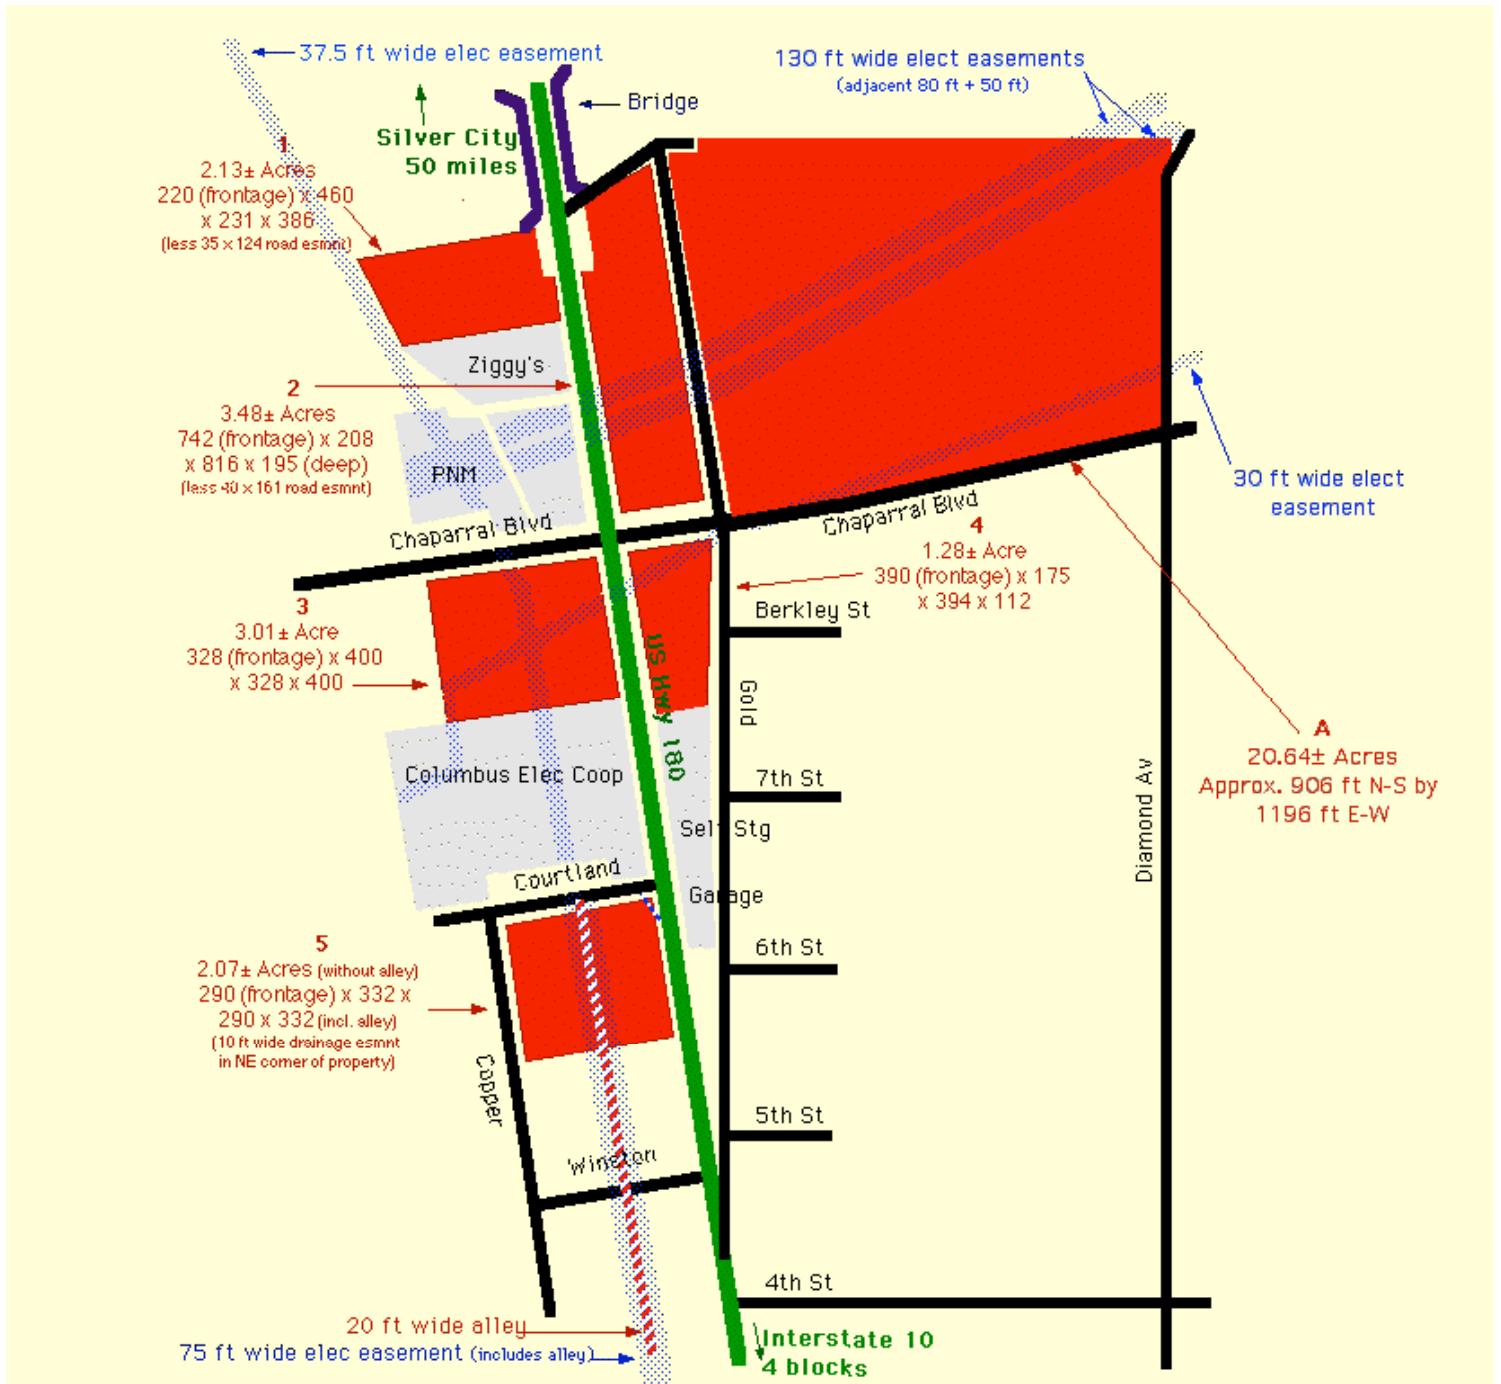 37.5 ft wide elec easement
130 ft wide elect easements
(adjacent 80 ft + 50 ft)
Bridge
Silver City
50 miles
1
2.13± Acres
220 (frontage) x 460
x 231 x 386
(less 35 x 124 road esmnt)
Ziggy's
2
3.48± Acres
742 (frontage) x 208
x 816 x 195 (deep)
(less 40 x 161 road esmnt)
PNM
30 ft wide elect
easement
Chaparral Blvd
Chaparral Blvd
4
1.28± Acre
390 (frontage) x 175
x 394 x 112
3
3.01± Acre
328 (frontage) x 400
x 328 x 400
Berkley St
US Hwy 180
Gold
A
20.64± Acres
Approx. 906 ft N-S by
1196 ft E-W
Columbus Elec Coop
7th St
Self Stg
Diamond Av
Courtland
Garage
5
2.07± Acres (without alley)
290 (frontage) x 332 x
290 x 332 (incl. alley)
(10 ft wide drainage esmnt
in NE corner of property)
6th St
Copper
5th St
Winston
4th St
20 ft wide alley
75 ft wide elec easement (includes alley)
Interstate 10
4 blocks